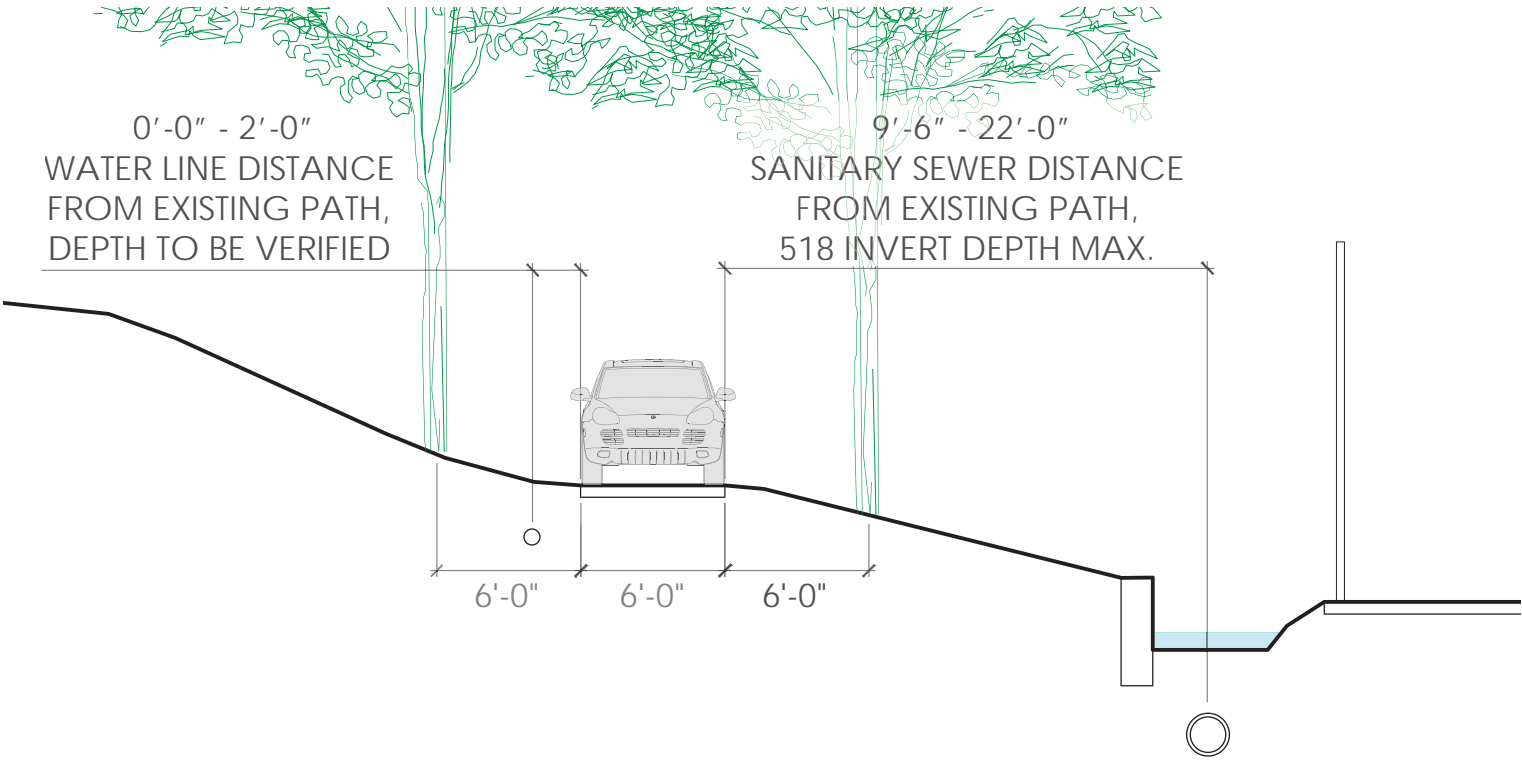 0'-0" - 2'-0"
WATER LINE DISTANCE
FROM EXISTING PATH,
DEPTH TO BE VERIFIED
9'-6" - 22'-0"
SANITARY SEWER DISTANCE
FROM EXISTING PATH,
518 INVERT DEPTH MAX.
6'-0"
6'-0"
6'-0"